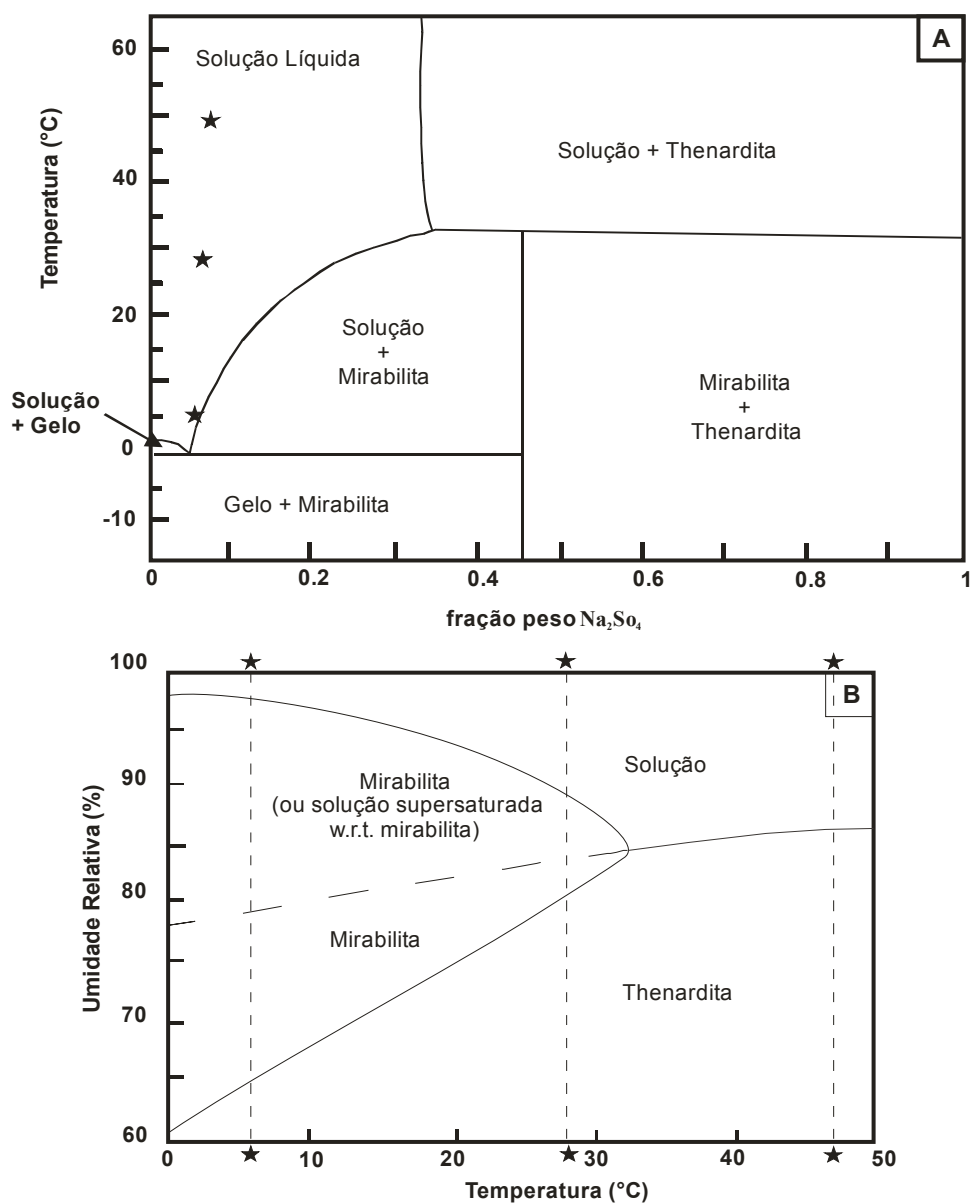 A
60
Solução Líquida
Solução + Thenardita
40
Temperatura (°C)
20
Solução
+
Mirabilita
Mirabilita
+
Thenardita
Solução
+ Gelo
0
Gelo + Mirabilita
-10
0
0.2
0.4
0.6
0.8
1
fração peso Na₂So₄
100
B
Solução
90
Mirabilita
(ou solução supersaturada
w.r.t. mirabilita)
Umidade Relativa (%)
80
Mirabilita
Thenardita
70
60
0
10
20
30
40
50
Temperatura (°C)